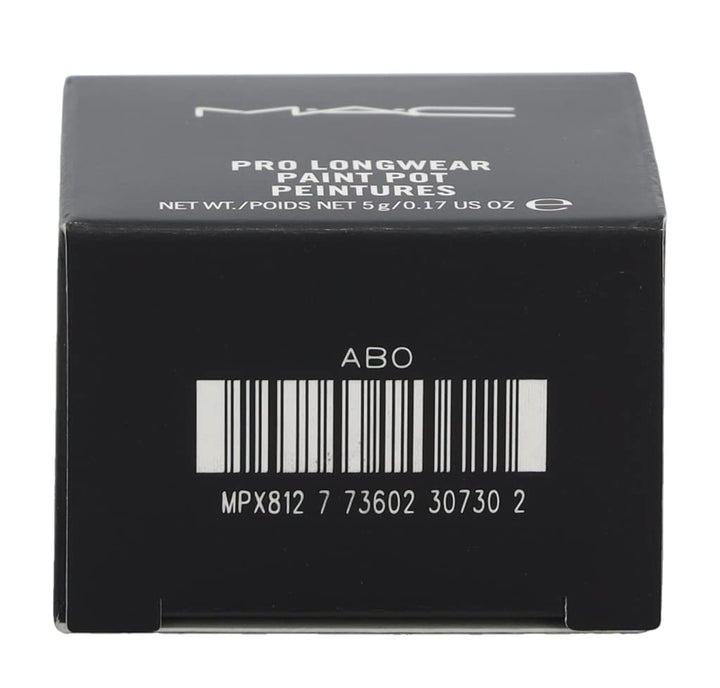 M·A·C
PRO LONGWEAR
PAINT POT
PEINTURES
NET WT./POIDS NET 5g/0.17 US OZ ℮
ABO
MPX812 7 73602 30730 2